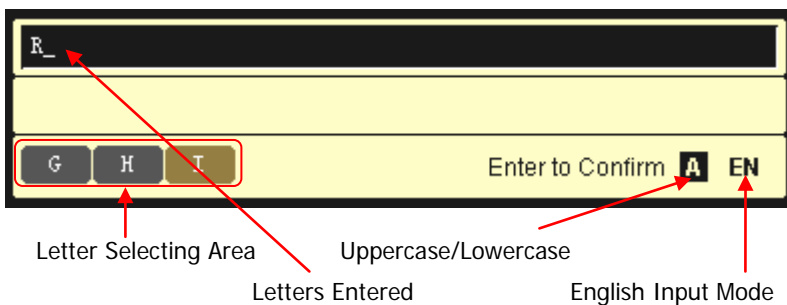 R_
G H I Enter to Confirm A EN
Letter Selecting Area Uppercase/Lowercase
Letters Entered English Input Mode